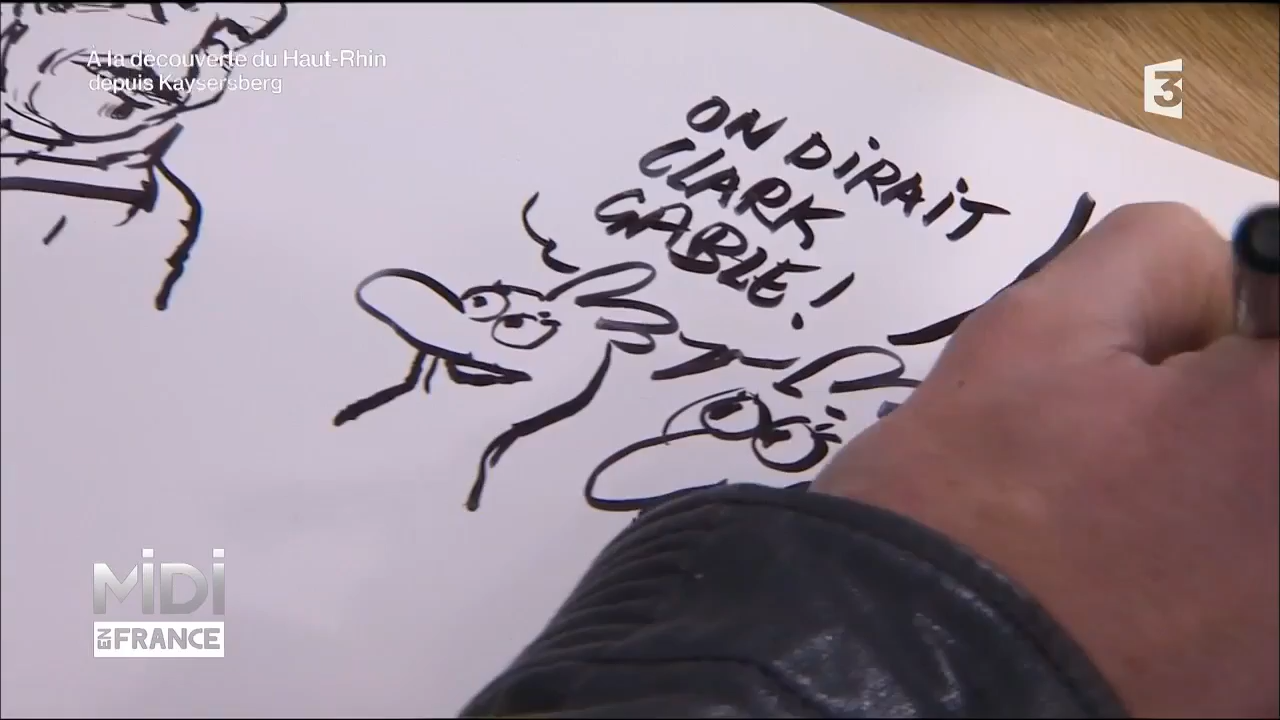 À la découverte du Haut-Rhin
depuis Kaysersberg
3
ON DiRAiT
CLARK
GABLE!
MiDi
EN FRANCE